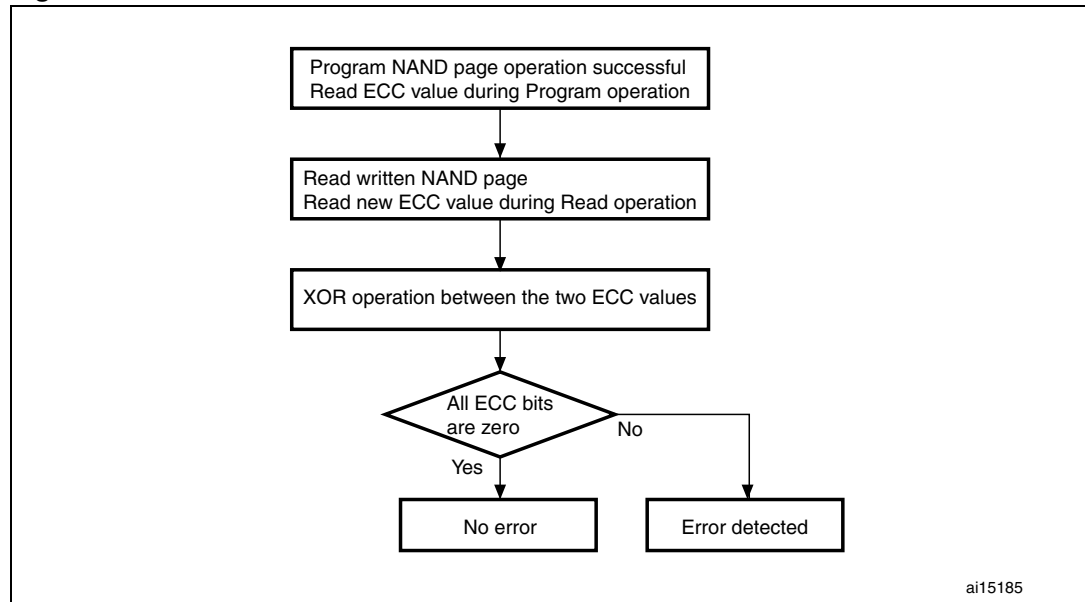 Program NAND page operation successful
Read ECC value during Program operation
Read written NAND page
Read new ECC value during Read operation
XOR operation between the two ECC values
All ECC bits
are zero
No
Yes
No error
Error detected
ai15185